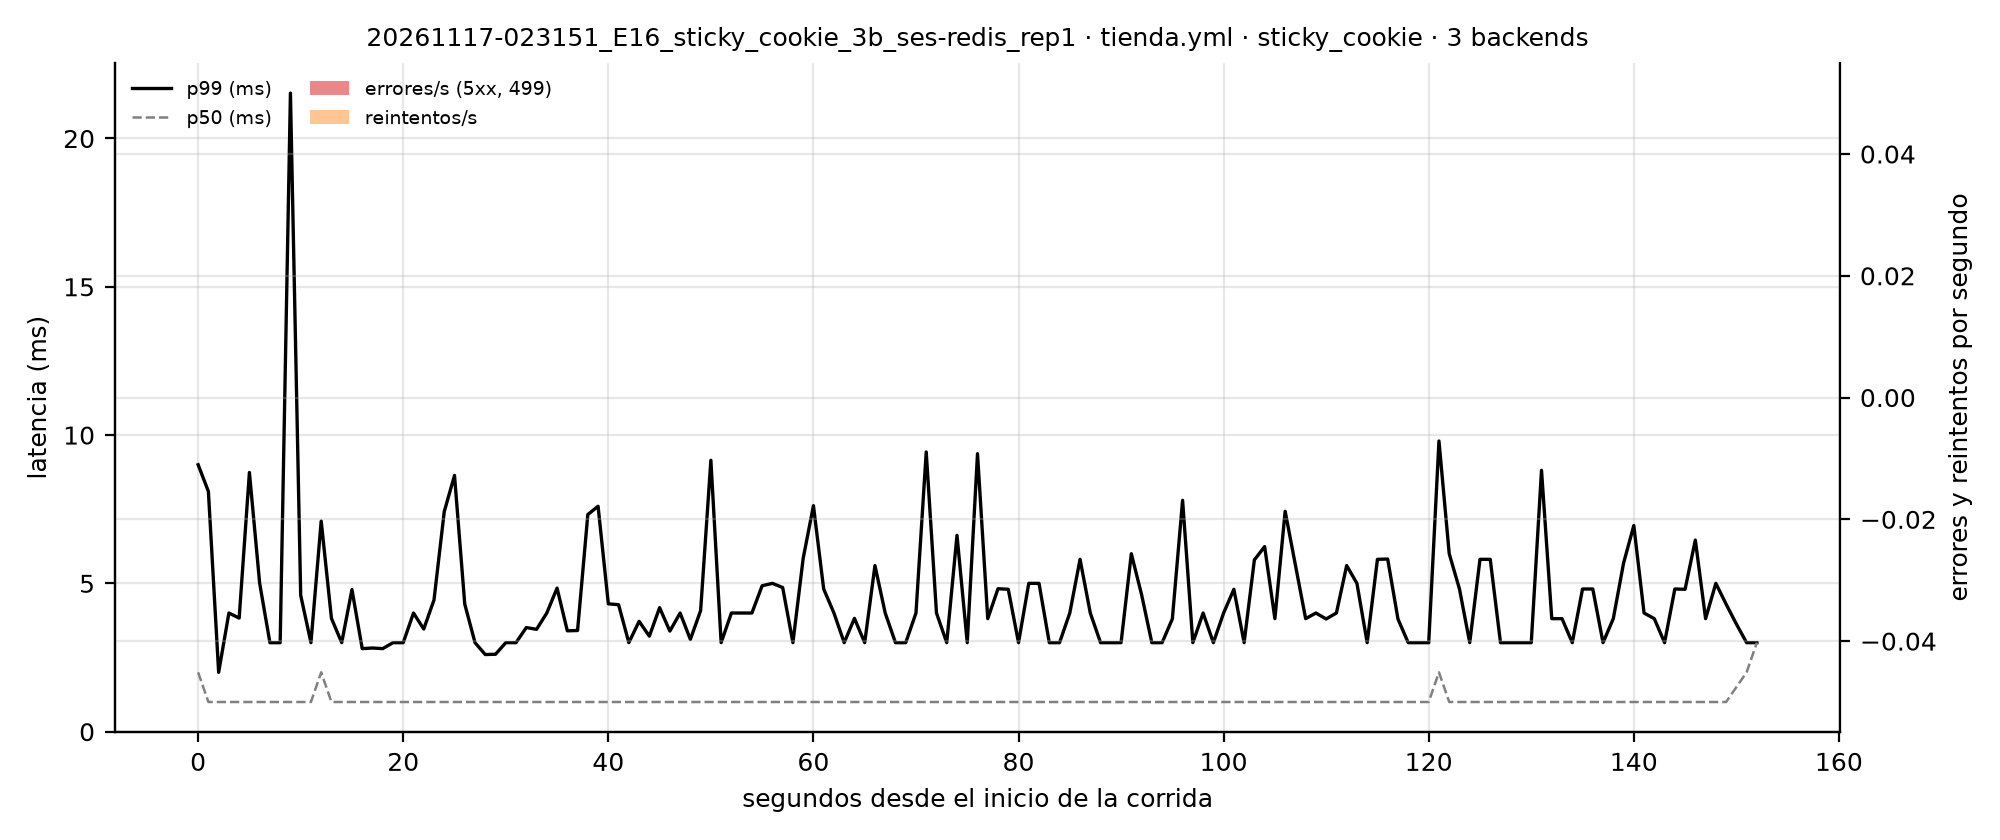 20261117-023151_E16_sticky_cookie_3b_ses-redis_rep1 · tienda.yml · sticky_cookie · 3 backends
p99 (ms)
p50 (ms)
errores/s (5xx, 499)
reintentos/s
latencia (ms)
20
15
10
5
0
0.04
0.02
0.00
−0.02
−0.04
errores y reintentos por segundo
0
20
40
60
80
100
120
140
160
segundos desde el inicio de la corrida